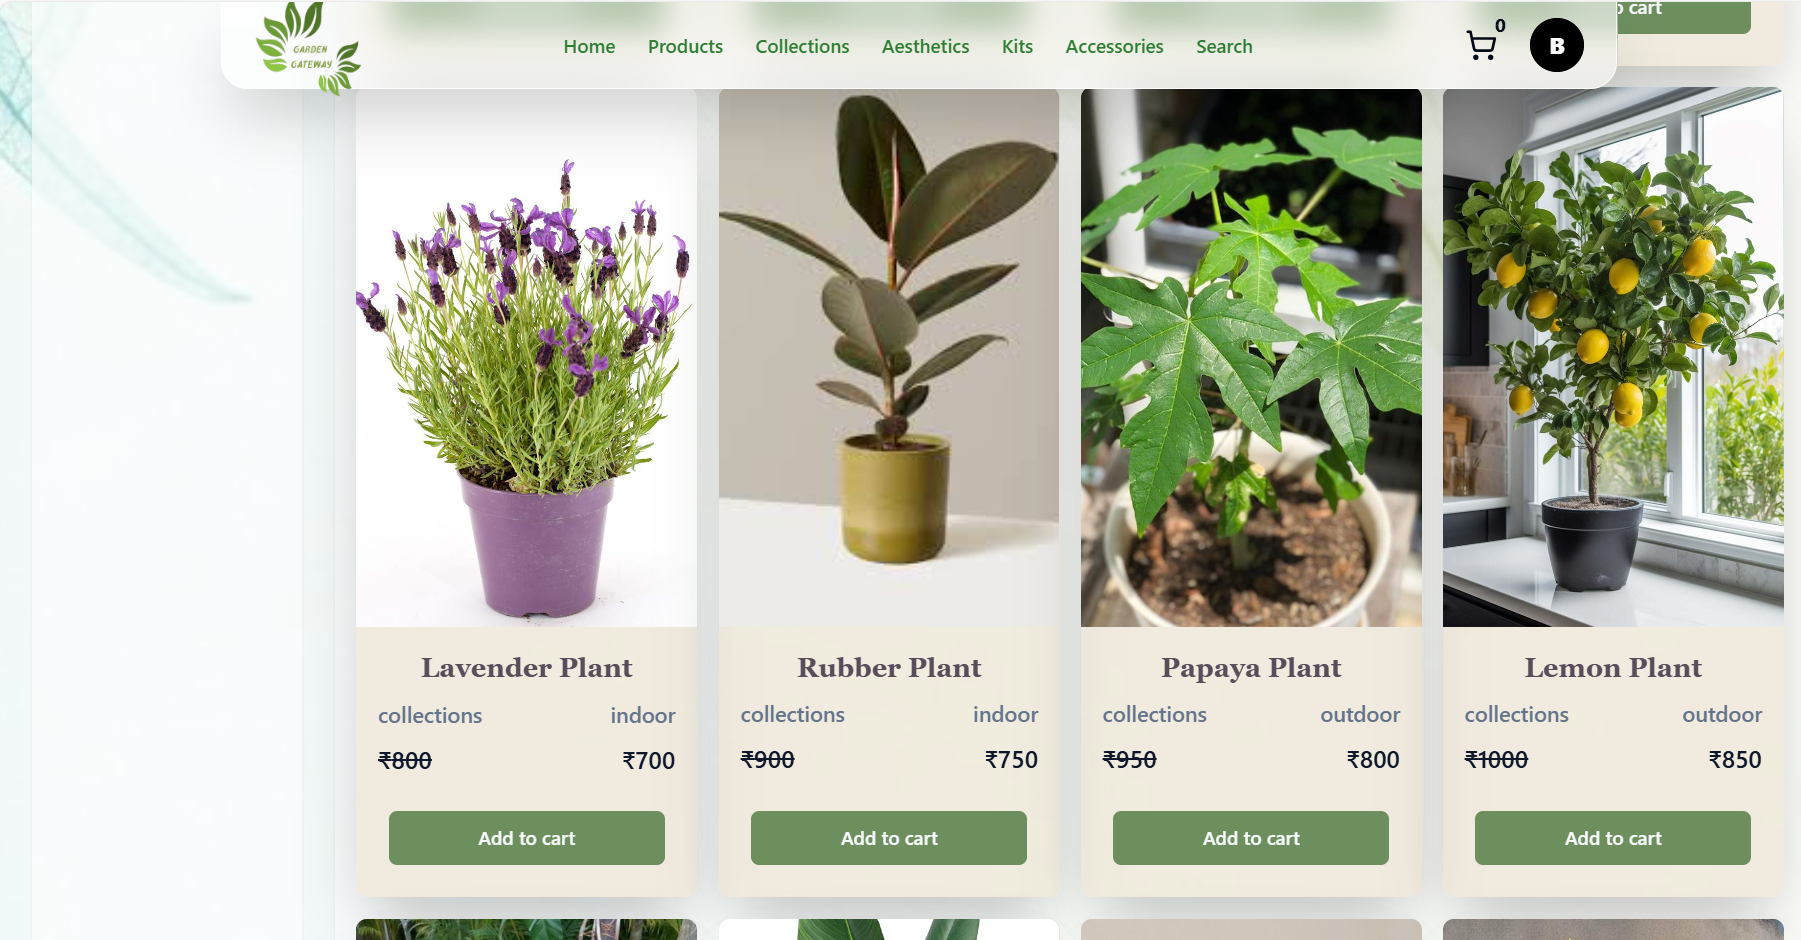 GARDEN
GATEWAY
Home
Products
Collections
Aesthetics
Kits
Accessories
Search
0
B
o cart
Lavender Plant
collections
indoor
₹800
₹700
Add to cart
Rubber Plant
collections
indoor
₹900
₹750
Add to cart
Papaya Plant
collections
outdoor
₹950
₹800
Add to cart
Lemon Plant
collections
outdoor
₹1000
₹850
Add to cart